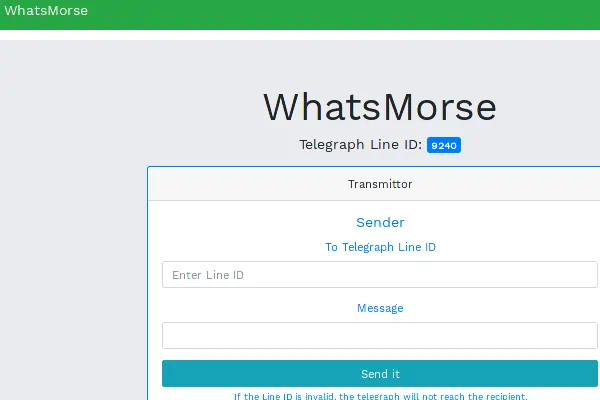 WhatsMorse
WhatsMorse
Telegraph Line ID: 9240
Transmittor
Sender
To Telegraph Line ID
Enter Line ID
Message
Send it
If the Line ID is invalid, the telegraph will not reach the recipient.